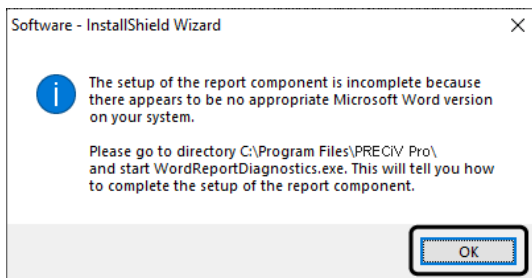 Software - InstallShield Wizard
The setup of the report component is incomplete because
there appears to be no appropriate Microsoft Word version
on your system.
Please go to directory C:\Program Files\PRECiV Pro\
and start WordReportDiagnostics.exe. This will tell you how
to complete the setup of the report component.
OK